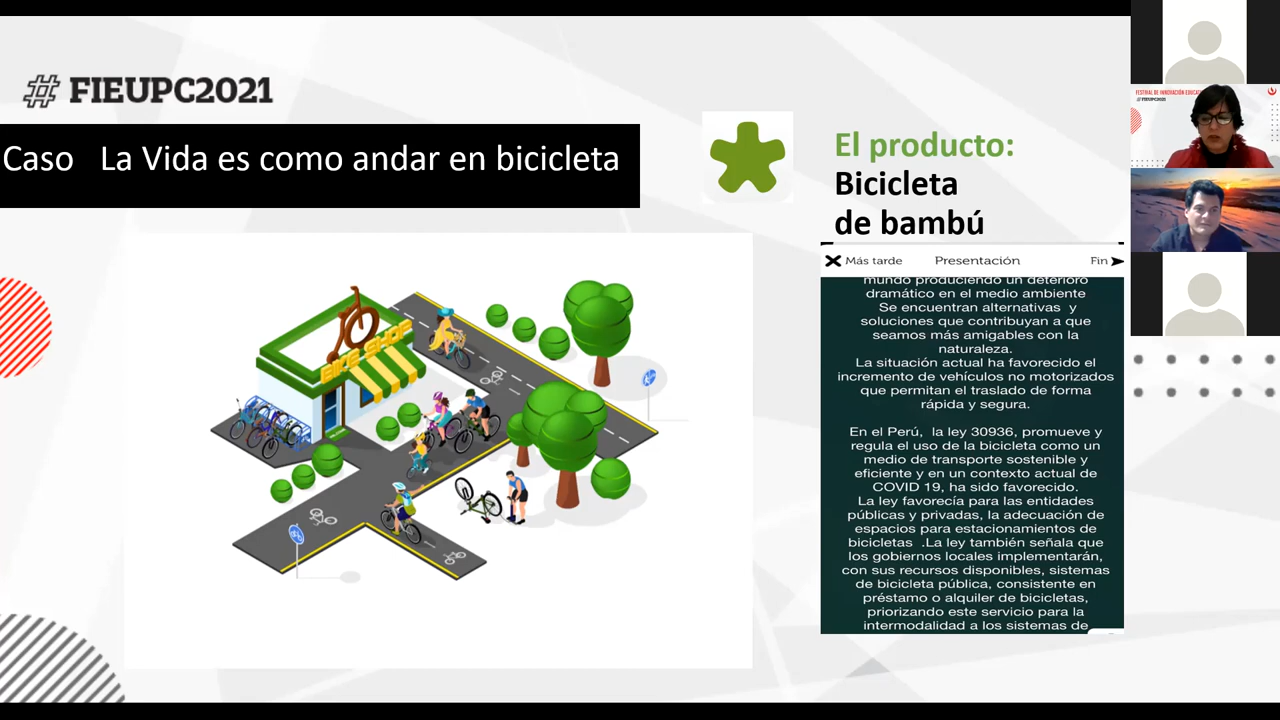 # FIEUPC2021
Caso La Vida es como andar en bicicleta
El producto:
Bicicleta
de bambú
Más tarde Presentación Fin
mundo produciendo un deterioro
dramático en el medio ambiente
Se encuentran alternativas y
soluciones que contribuyan a que
seamos más amigables con la
naturaleza.
La situación actual ha favorecido el
incremento de vehículos no motorizados
que permitan el traslado de forma
rápida y segura.
En el Perú, la ley 30936, promueve y
regula el uso de la bicicleta como un
medio de transporte sostenible y
eficiente y en un contexto actual de
COVID 19, ha sido favorecido.
La ley favorecía para las entidades
públicas y privadas, la adecuación de
espacios para estacionamientos de
bicicletas .La ley también señala que
los gobiernos locales implementarán,
con sus recursos disponibles, sistemas
de bicicleta pública, consistente en
préstamo o alquiler de bicicletas,
priorizando este servicio para la
intermodalidad a los sistemas de
BIKE SHOP
FESTIVAL DE INNOVACIÓN
// FIEUPC2021